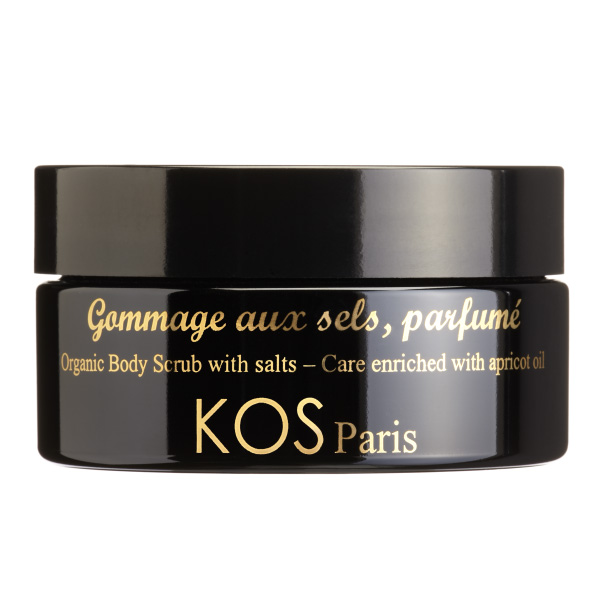 Gommage aux sels, parfumé
Organic Body Scrub with salts – Care enriched with apricot oil
KOS Paris